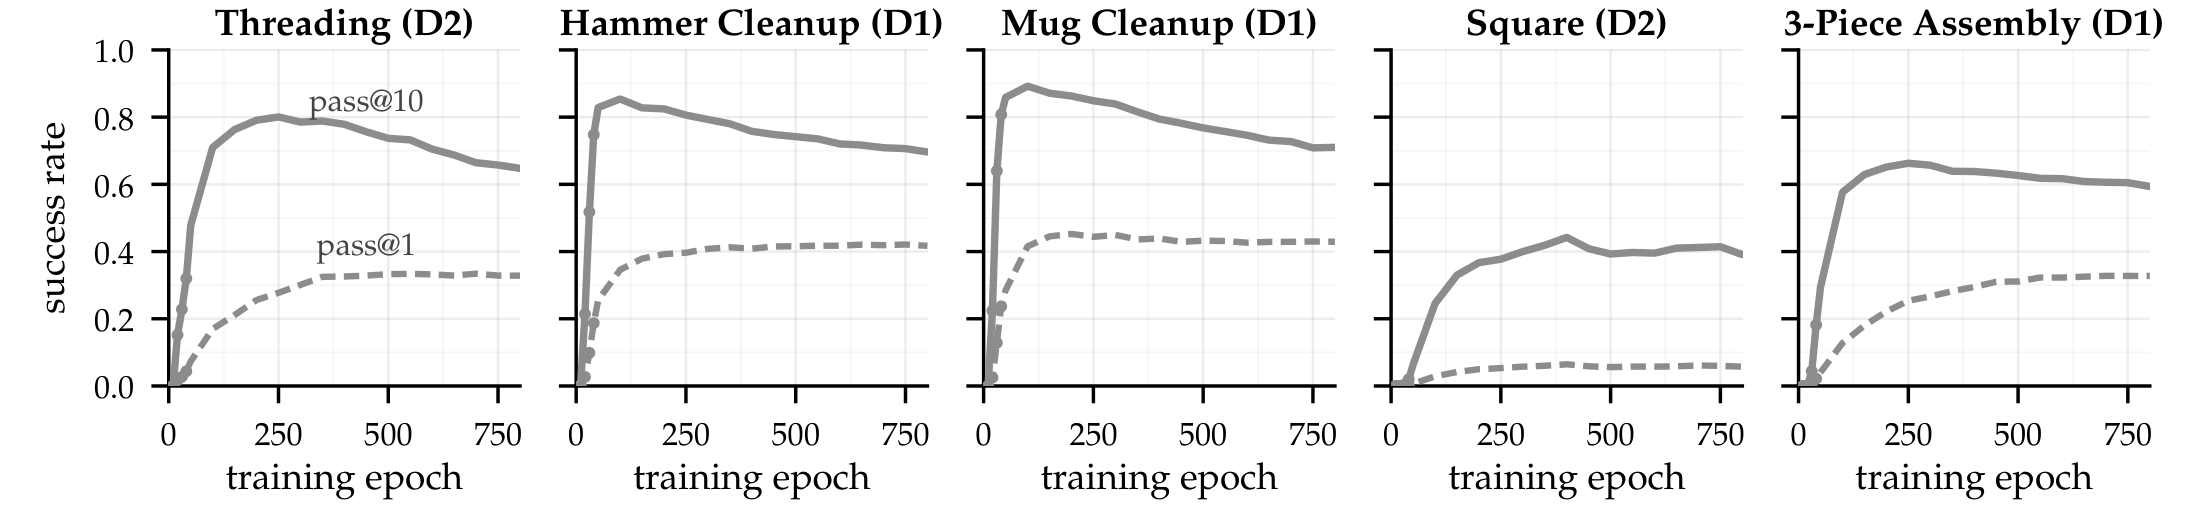 Threading (D2)
Hammer Cleanup (D1)
Mug Cleanup (D1)
Square (D2)
3-Piece Assembly (D1)
success rate
1.0
0.8
0.6
0.4
0.2
0.0
pass@10
pass@1
0 250 500 750
0 250 500 750
0 250 500 750
0 250 500 750
0 250 500 750
training epoch
training epoch
training epoch
training epoch
training epoch